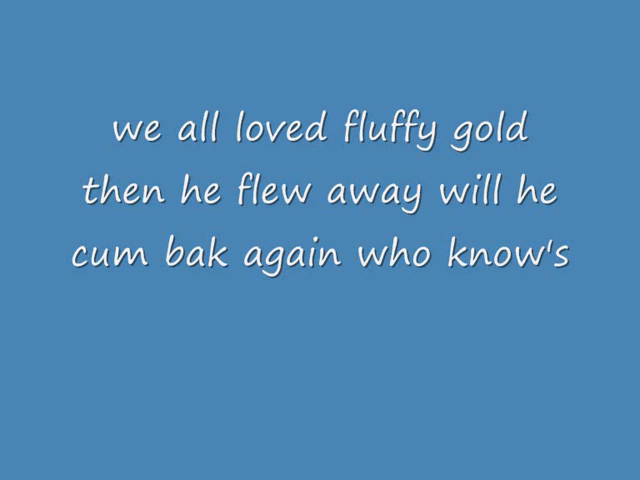 we all loved fluffy gold
then he flew away will he
cum bak again who know's